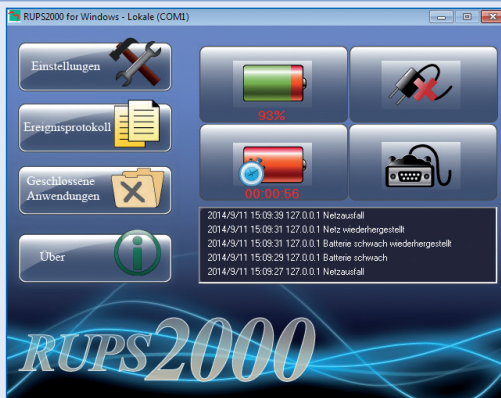 RUPS2000 for Windows - Lokale (COM1)
Einstellungen
Ereignisprotokoll
Geschlossene
Anwendungen
Über
93%
00:00:56
2014/9/11 15:09:39 127.0.0.1 Netzausfall
2014/9/11 15:09:31 127.0.0.1 Netz wiederhergestellt
2014/9/11 15:09:31 127.0.0.1 Batterie schwach wiederhergestellt
2014/9/11 15:09:29 127.0.0.1 Batterie schwach
2014/9/11 15:09:27 127.0.0.1 Netzausfall
RUPS2000